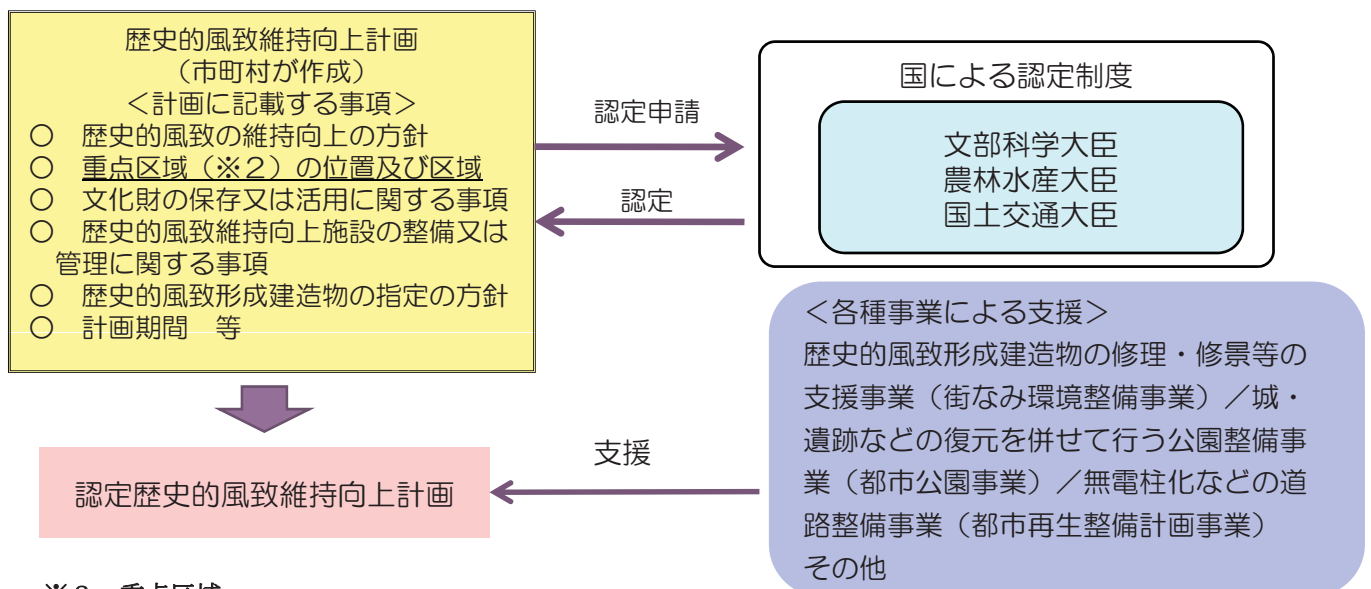 歴史的風致維持向上計画
（市町村が作成）
＜計画に記載する事項＞
○　歴史的風致の維持向上の方針
○　重点区域（※２）の位置及び区域
○　文化財の保存又は活用に関する事項
○　歴史的風致維持向上施設の整備又は
管理に関する事項
○　歴史的風致形成建造物の指定の方針
○　計画期間　等
認定申請
認定
国による認定制度
文部科学大臣
農林水産大臣
国土交通大臣
＜各種事業による支援＞
歴史的風致形成建造物の修理・修景等の
支援事業（街なみ環境整備事業）／城・
遺跡などの復元を併せて行う公園整備事
業（都市公園事業）／無電柱化などの道
路整備事業（都市再生整備計画事業）
その他
支援
認定歴史的風致維持向上計画